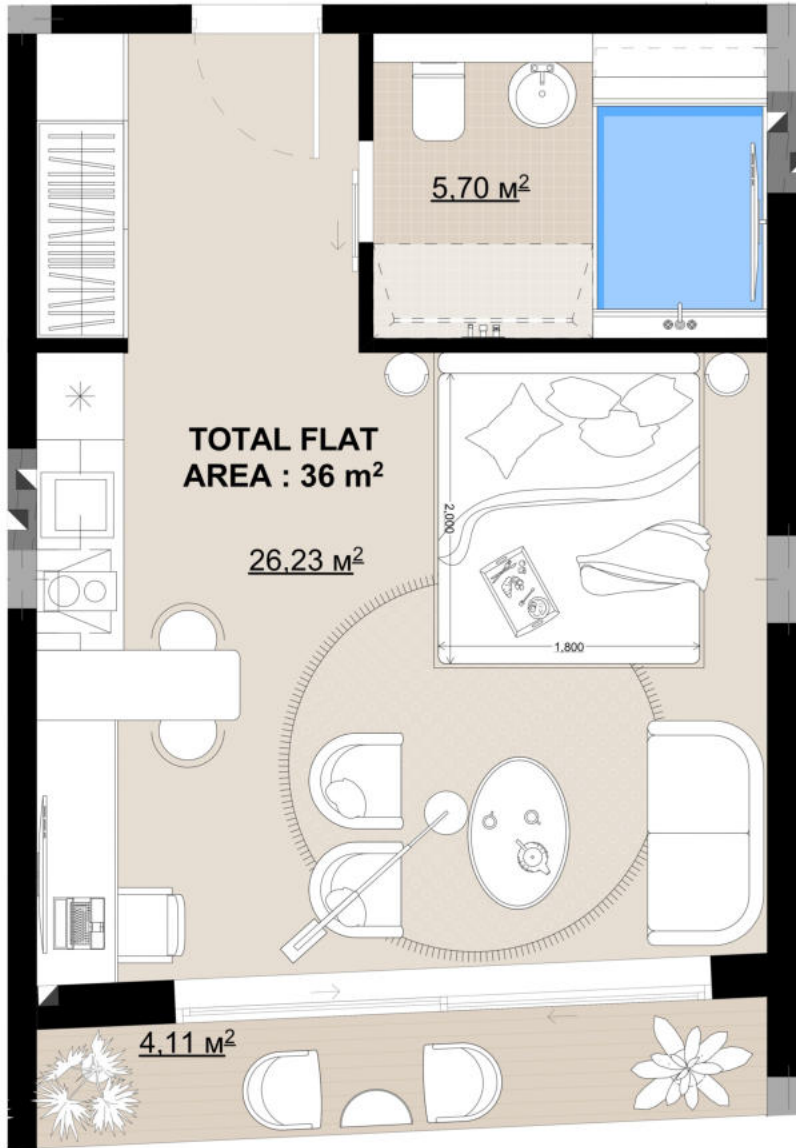 5,70 м²
TOTAL FLAT
AREA : 36 m²
26,23 м²
2,000
1,800
4,11 м²